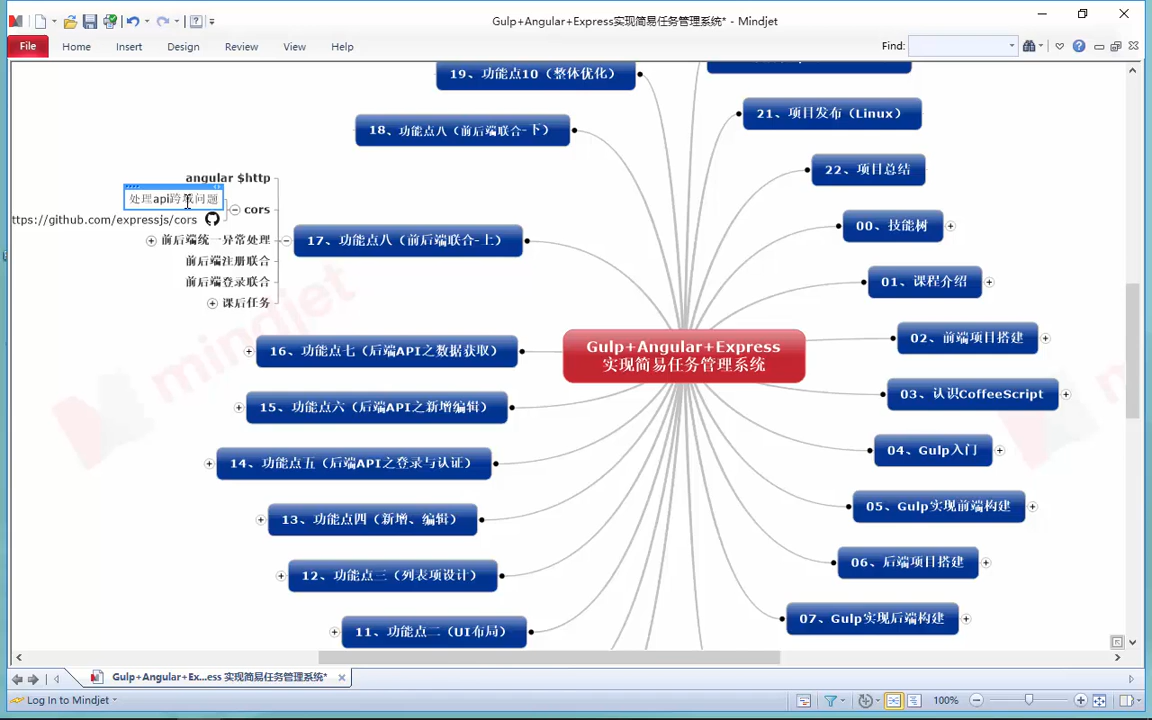 Gulp+Angular+Express实现简易任务管理系统* - Mindjet
File
Home
Insert
Design
Review
View
Help
Find:
19、功能点10（整体优化）
18、功能点八（前后端联合-下）
21、项目发布（Linux）
22、项目总结
angular $http
处理api跨域问题
cors
ttps://github.com/expressjs/cors
前后端统一异常处理
前后端注册联合
前后端登录联合
课后任务
17、功能点八（前后端联合-上）
00、技能树
01、课程介绍
Gulp+Angular+Express
实现简易任务管理系统
02、前端项目搭建
16、功能点七（后端API之数据获取）
03、认识CoffeeScript
15、功能点六（后端API之新增编辑）
04、Gulp入门
14、功能点五（后端API之登录与认证）
05、Gulp实现前端构建
13、功能点四（新增、编辑）
06、后端项目搭建
12、功能点三（列表项设计）
07、Gulp实现后端构建
11、功能点二（UI布局）
mindjet
Gulp+Angular+Ex...ess 实现简易任务管理系统*
Log In to Mindjet
100%